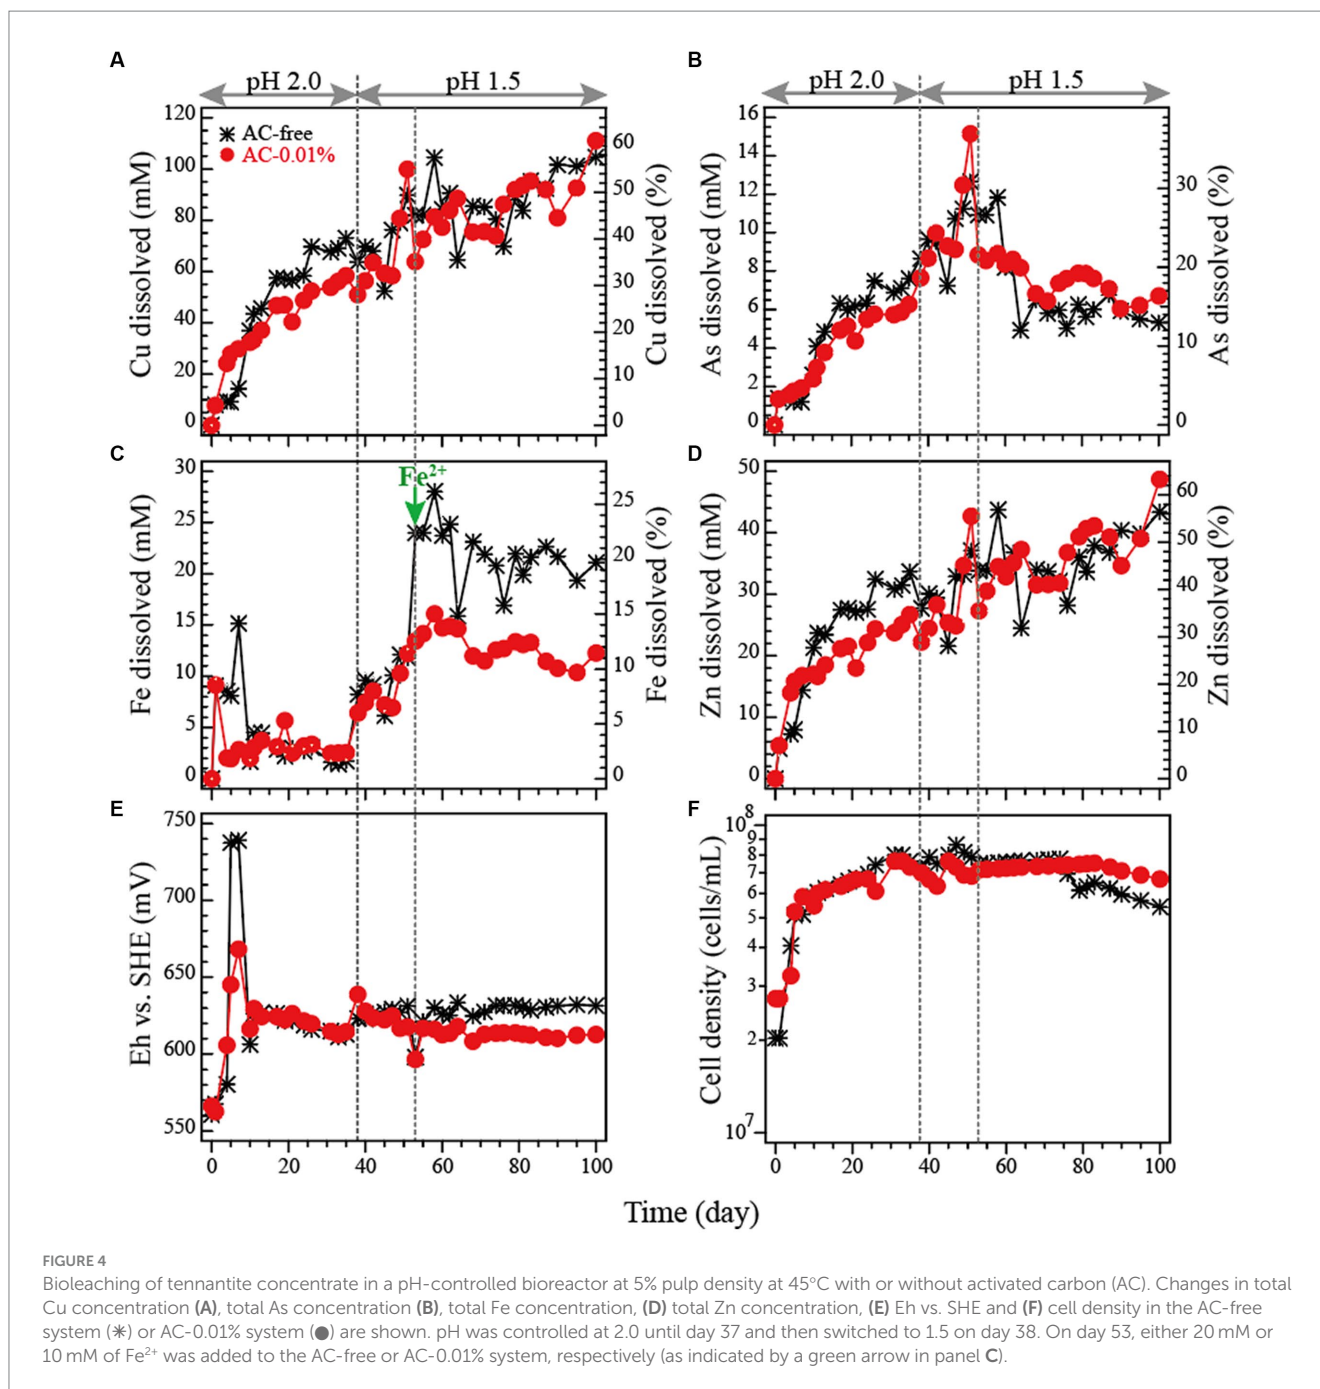 A
B
pH 2.0
pH 1.5
pH 2.0
pH 1.5
AC-free
AC-0.01%
Cu dissolved (mM)
120
100
80
60
40
20
0
Cu dissolved (%)
60
50
40
30
20
10
0
As dissolved (mM)
16
14
12
10
8
6
4
2
0
As dissolved (%)
30
20
10
0
C
D
Fe²⁺
Fe dissolved (mM)
30
25
20
15
10
5
0
Fe dissolved (%)
25
20
15
10
5
0
Zn dissolved (mM)
50
40
30
20
10
0
Zn dissolved (%)
60
50
40
30
20
10
0
E
F
Eh vs. SHE (mV)
750
700
650
600
550
0
20
40
60
80
100
Cell density (cells/mL)
10⁸
8
7
6
5
4
3
2
10⁷
0
20
40
60
80
100
Time (day)
FIGURE 4
Bioleaching of tennantite concentrate in a pH-controlled bioreactor at 5% pulp density at 45°C with or without activated carbon (AC). Changes in total
Cu concentration (A), total As concentration (B), total Fe concentration, (D) total Zn concentration, (E) Eh vs. SHE and (F) cell density in the AC-free
system (✳) or AC-0.01% system (●) are shown. pH was controlled at 2.0 until day 37 and then switched to 1.5 on day 38. On day 53, either 20 mM or
10 mM of Fe²⁺ was added to the AC-free or AC-0.01% system, respectively (as indicated by a green arrow in panel C).